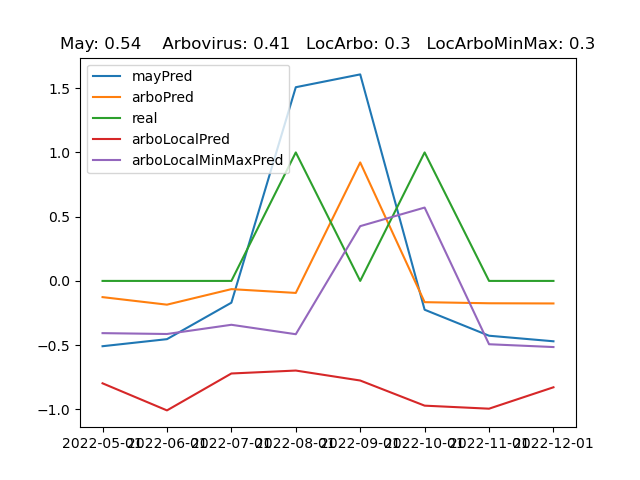 May: 0.54 Arbovirus: 0.41 LocArbo: 0.3 LocArboMinMax: 0.3
mayPred
arboPred
real
arboLocalPred
arboLocalMinMaxPred
1.5
1.0
0.5
0.0
−0.5
−1.0
2022-05-01 2022-06-01 2022-07-01 2022-08-01 2022-09-01 2022-10-01 2022-11-01 2022-12-01